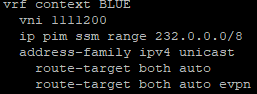 vrf context BLUE
vni 1111200
ip pim ssm range 232.0.0.0/8
address-family ipv4 unicast
route-target both auto
route-target both auto evpn